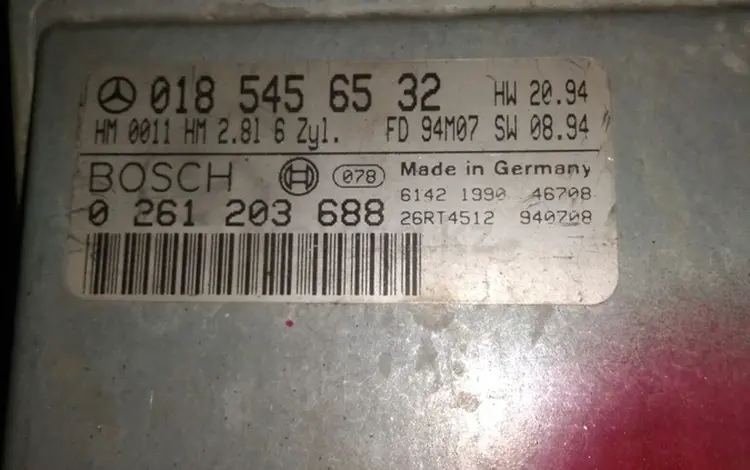 018 545 65 32 HW 20.94
HM 0011 HM 2.8l 6 Zyl. FD 94M07 SW 08.94
BOSCH 078 Made in Germany
6142 1990 46708
0 261 203 688 26RT4512 940708